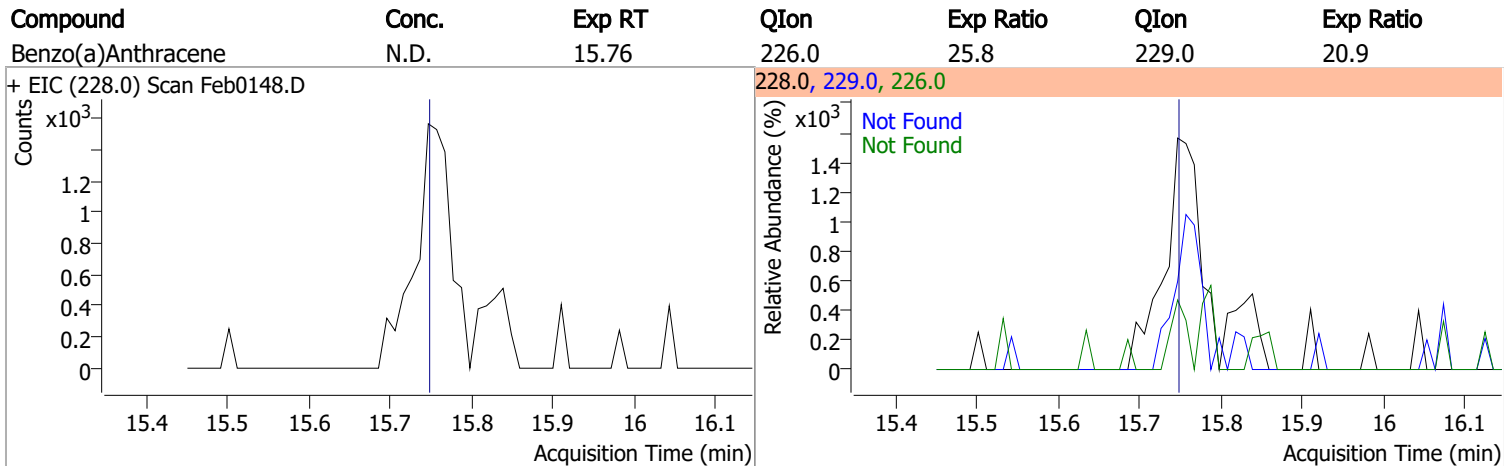 Compound Conc. Exp RT QIon Exp Ratio QIon Exp Ratio
Benzo(a)Anthracene N.D. 15.76 226.0 25.8 229.0 20.9
+ EIC (228.0) Scan Feb0148.D
Counts
x10³
1.2
1
0.8
0.6
0.4
0.2
0
15.4 15.5 15.6 15.7 15.8 15.9 16 16.1
Acquisition Time (min)
228.0, 229.0, 226.0
Relative Abundance (%)
x10³
Not Found
Not Found
1.4
1.2
1
0.8
0.6
0.4
0.2
0
15.4 15.5 15.6 15.7 15.8 15.9 16 16.1
Acquisition Time (min)